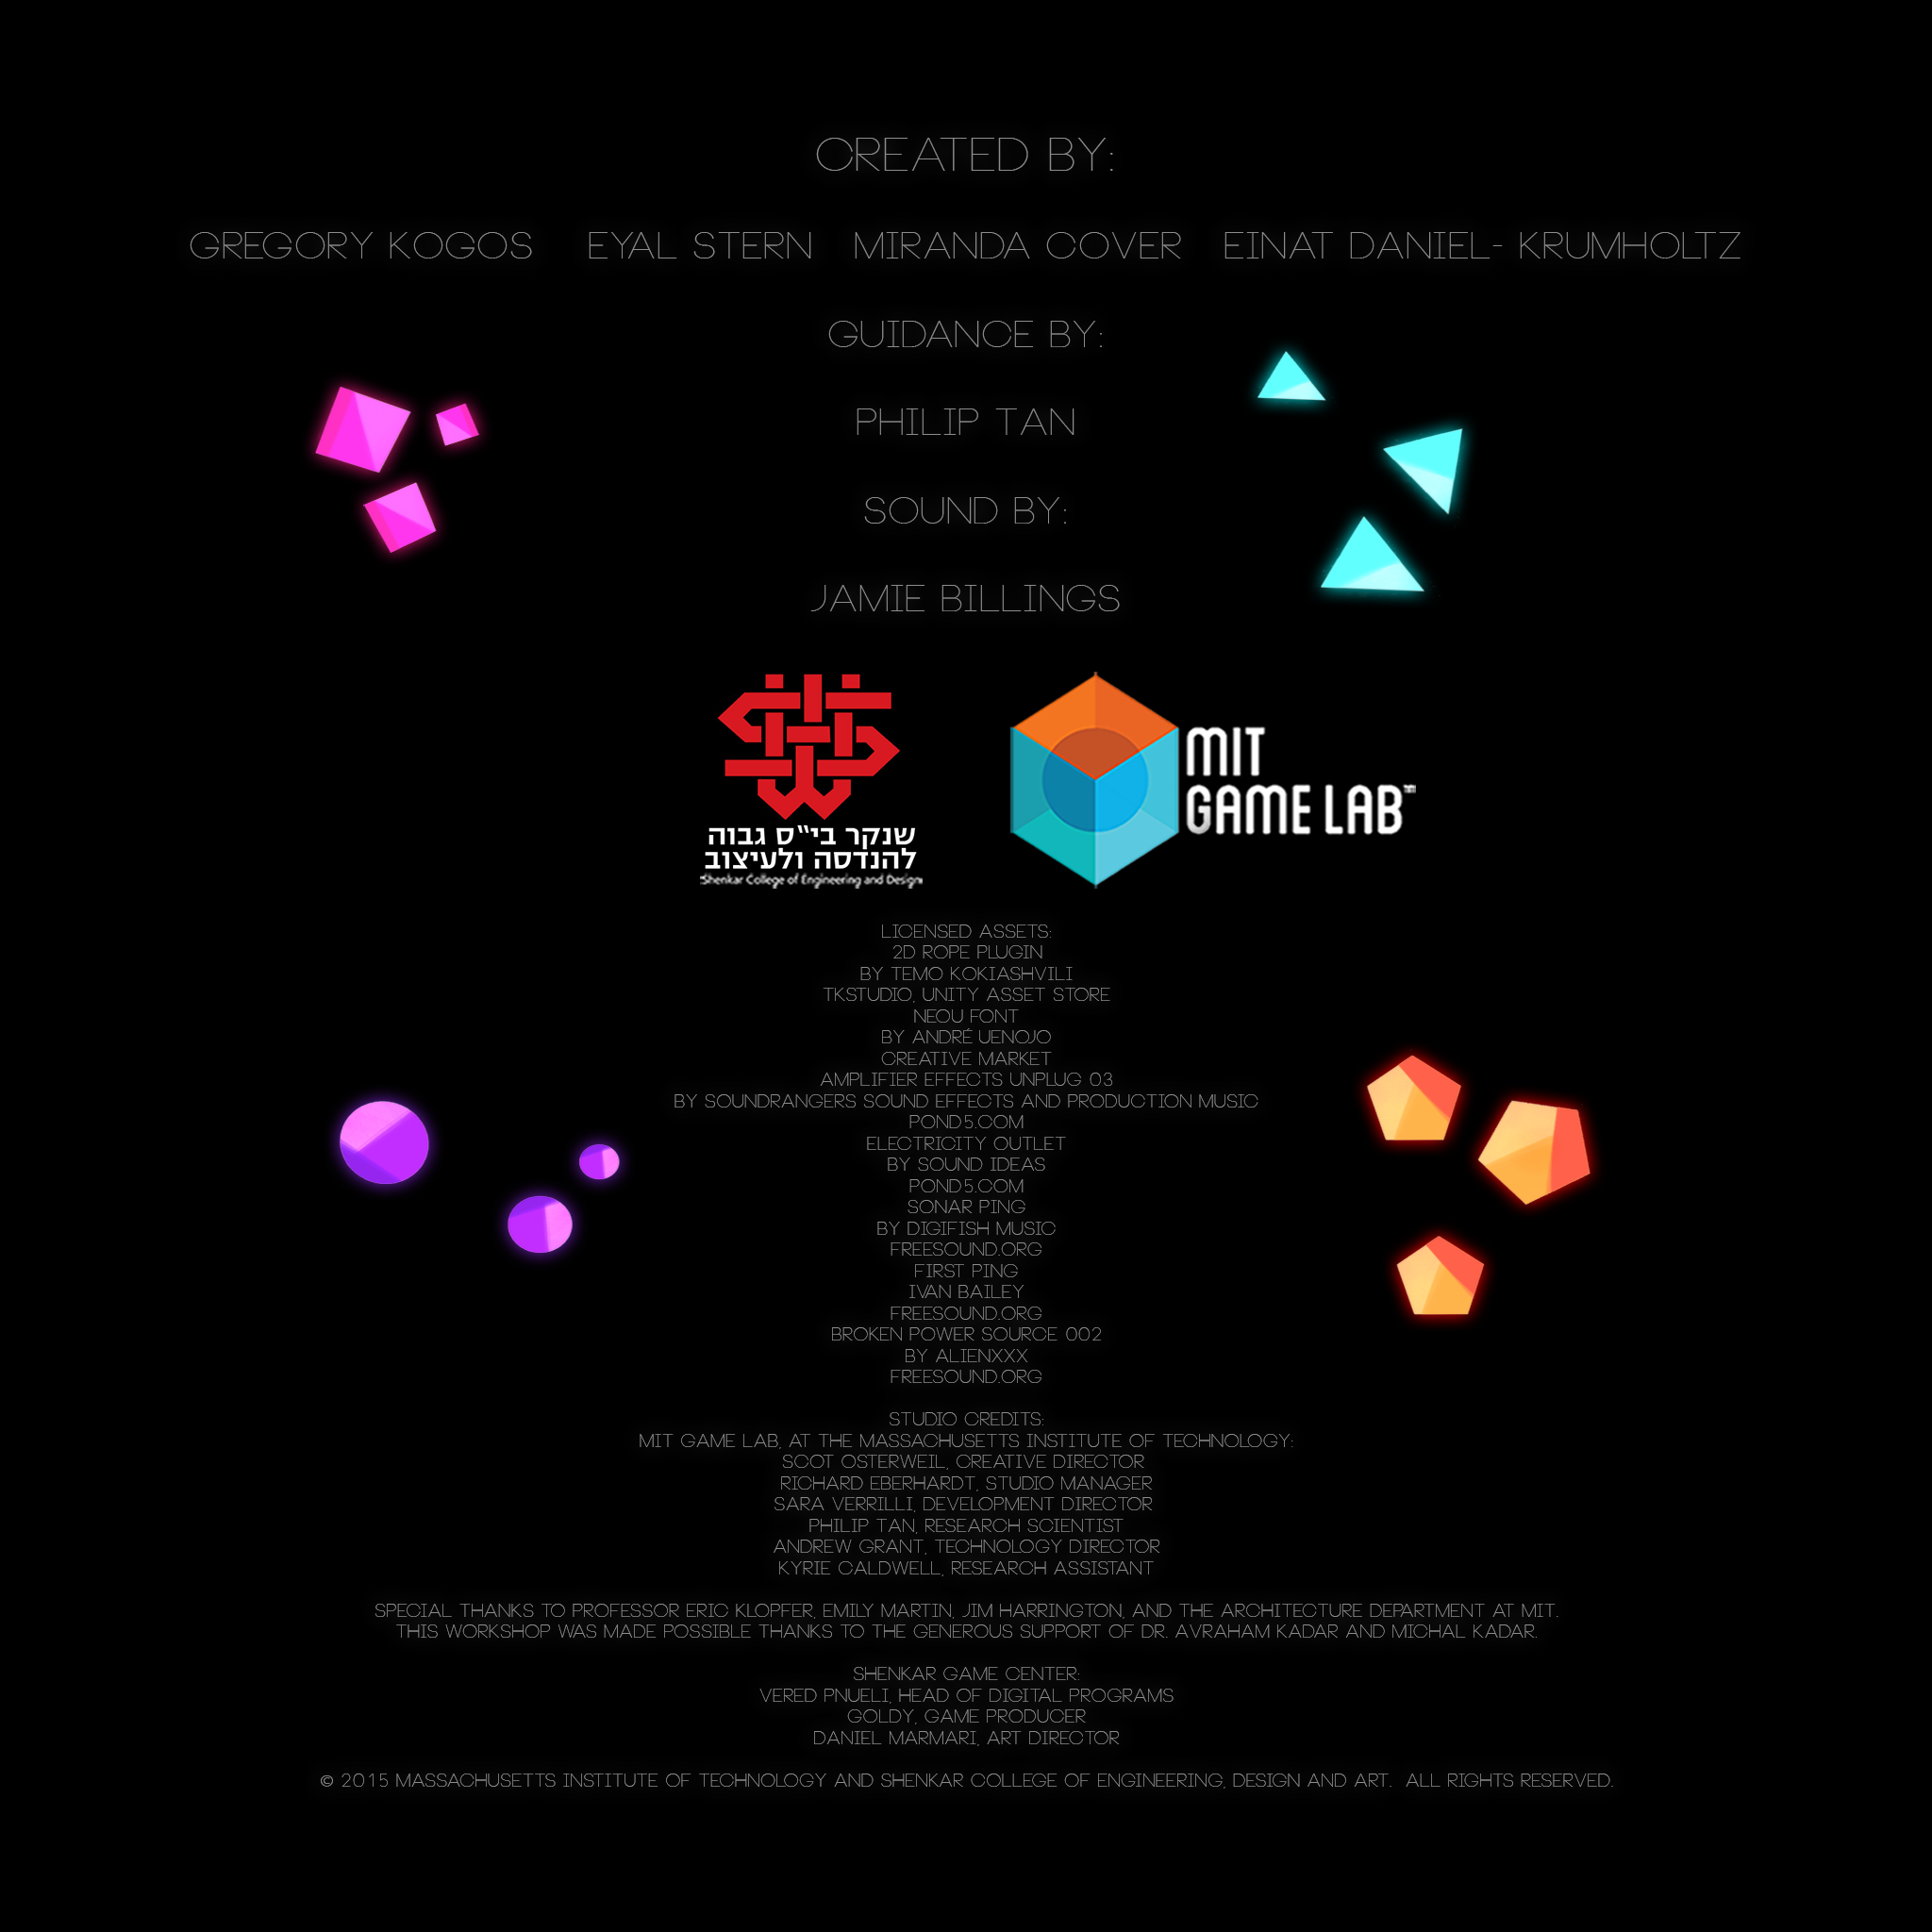 CREATED BY:
GREGORY KOGOS EYAL STERN MIRANDA COVER EINAT DANIEL- KRUMHOLTZ
GUIDANCE BY:
PHILIP TAN
SOUND BY:
JAMIE BILLINGS
שנקר בי"ס גבוה
להנדסה ולעיצוב
Shenkar College of Engineering and Design
MIT
GAME LAB™
LICENSED ASSETS:
2D ROPE PLUGIN
BY TEMO KOKIASHVILI
TKSTUDIO, UNITY ASSET STORE
NEOU FONT
BY ANDRÉ UENOJO
CREATIVE MARKET
AMPLIFIER EFFECTS UNPLUG 03
BY SOUNDRANGERS SOUND EFFECTS AND PRODUCTION MUSIC
POND5.COM
ELECTRICITY OUTLET
BY SOUND IDEAS
POND5.COM
SONAR PING
BY DIGIFISH MUSIC
FREESOUND.ORG
FIRST PING
IVAN BAILEY
FREESOUND.ORG
BROKEN POWER SOURCE 002
BY ALIENXXX
FREESOUND.ORG
STUDIO CREDITS:
MIT GAME LAB, AT THE MASSACHUSETTS INSTITUTE OF TECHNOLOGY:
SCOT OSTERWEIL, CREATIVE DIRECTOR
RICHARD EBERHARDT, STUDIO MANAGER
SARA VERRILLI, DEVELOPMENT DIRECTOR
PHILIP TAN, RESEARCH SCIENTIST
ANDREW GRANT, TECHNOLOGY DIRECTOR
KYRIE CALDWELL, RESEARCH ASSISTANT
SPECIAL THANKS TO PROFESSOR ERIC KLOPFER, EMILY MARTIN, JIM HARRINGTON, AND THE ARCHITECTURE DEPARTMENT AT MIT.
THIS WORKSHOP WAS MADE POSSIBLE THANKS TO THE GENEROUS SUPPORT OF DR. AVRAHAM KADAR AND MICHAL KADAR.
SHENKAR GAME CENTER:
VERED PNUELI, HEAD OF DIGITAL PROGRAMS
GOLDY, GAME PRODUCER
DANIEL MARMARI, ART DIRECTOR
© 2015 MASSACHUSETTS INSTITUTE OF TECHNOLOGY AND SHENKAR COLLEGE OF ENGINEERING, DESIGN AND ART. ALL RIGHTS RESERVED.